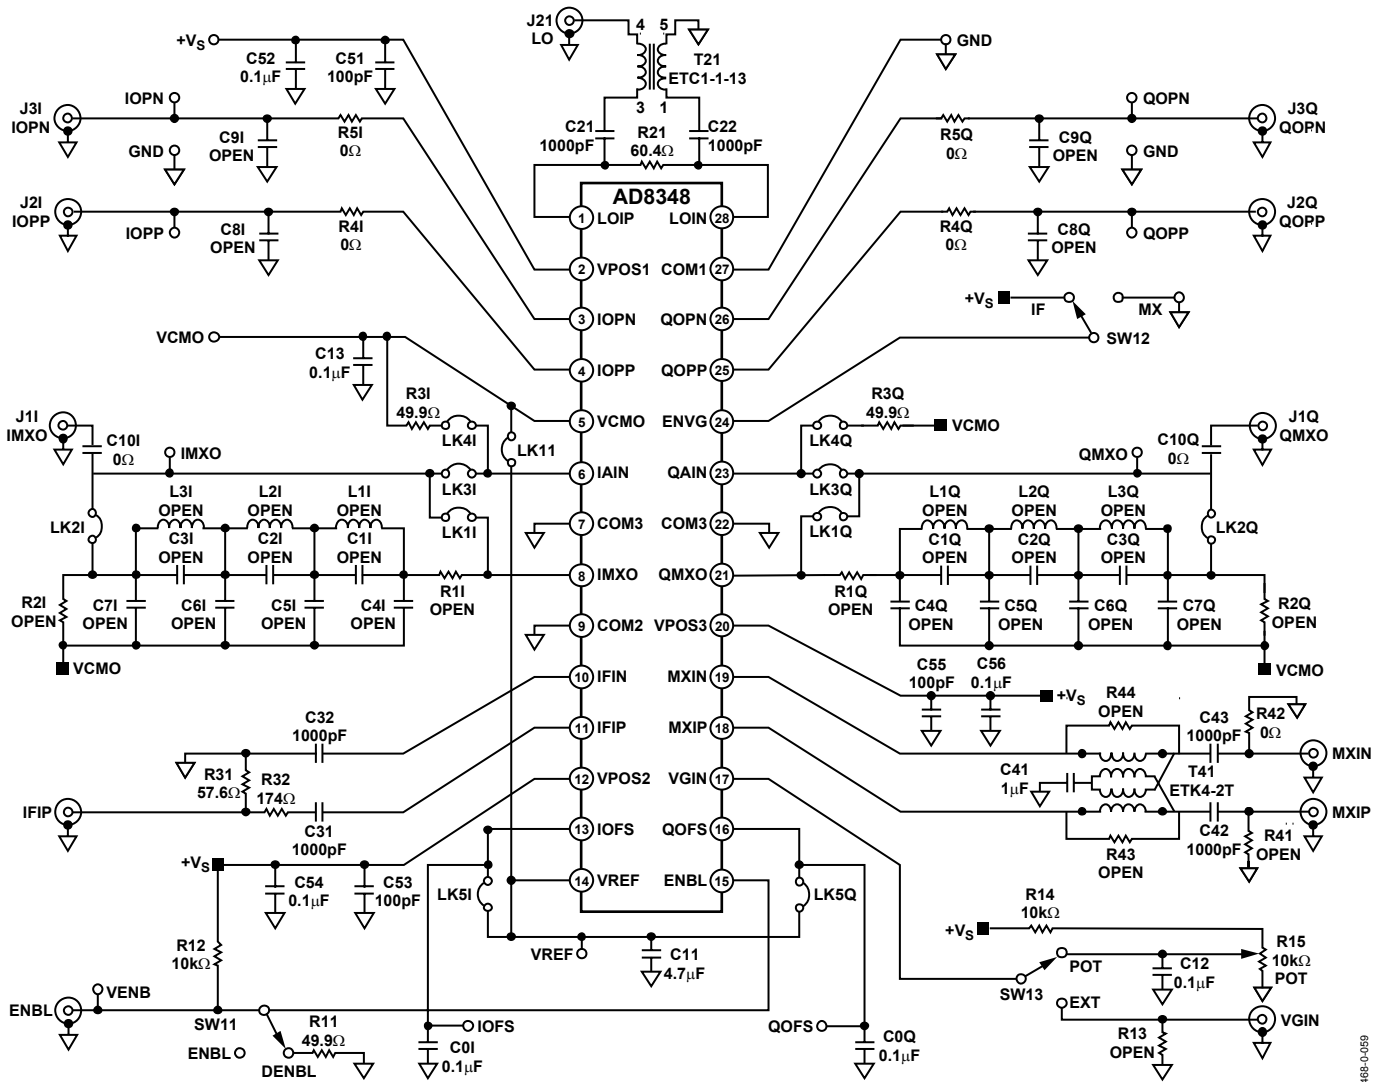 J21
LO
4
5
T21
ETC1-1-13
3
1
+VS
C52
0.1μF
C51
100pF
GND
J3I
IOPN
IOPN
C9I
OPEN
R5I
0Ω
GND
C21
1000pF
R21
60.4Ω
C22
1000pF
R5Q
0Ω
C9Q
OPEN
QOPN
GND
J3Q
QOPN
J2I
IOPP
IOPP
C8I
OPEN
R4I
0Ω
R4Q
0Ω
C8Q
OPEN
QOPP
J2Q
QOPP
AD8348
1 LOIP
LOIN 28
2 VPOS1
COM1 27
3 IOPN
QOPN 26
4 IOPP
QOPP 25
5 VCMO
ENVG 24
6 IAIN
QAIN 23
7 COM3
COM3 22
8 IMXO
QMXO 21
9 COM2
VPOS3 20
10 IFIN
MXIN 19
11 IFIP
MXIP 18
12 VPOS2
VGIN 17
13 IOFS
QOFS 16
14 VREF
ENBL 15
+VS
IF
MX
SW12
VCMO
C13
0.1μF
R3I
49.9Ω
LK4I
LK3I
LK1I
LK11
R3Q
49.9Ω
VCMO
LK4Q
LK3Q
LK1Q
J1I
IMXO
C10I
0Ω
IMXO
QMXO
C10Q
0Ω
J1Q
QMXO
LK2I
L3I
OPEN
L2I
OPEN
L1I
OPEN
C3I
OPEN
C2I
OPEN
C1I
OPEN
R2I
OPEN
C7I
OPEN
C6I
OPEN
C5I
OPEN
C4I
OPEN
R1I
OPEN
VCMO
L1Q
OPEN
L2Q
OPEN
L3Q
OPEN
C1Q
OPEN
C2Q
OPEN
C3Q
OPEN
LK2Q
R1Q
OPEN
C4Q
OPEN
C5Q
OPEN
C6Q
OPEN
C7Q
OPEN
R2Q
OPEN
VCMO
C55
100pF
C56
0.1μF
+VS
C32
1000pF
R31
57.6Ω
R32
174Ω
IFIP
C31
1000pF
R44
OPEN
C43
1000pF
R42
0Ω
MXIN
C41
1μF
T41
ETK4-2T
MXIP
R43
OPEN
C42
1000pF
R41
OPEN
+VS
C54
0.1μF
C53
100pF
LK5I
LK5Q
R12
10kΩ
VREF
C11
4.7μF
+VS
R14
10kΩ
R15
10kΩ
POT
POT
SW13
C12
0.1μF
EXT
R13
OPEN
VGIN
ENBL
VENB
SW11
ENBL
DENBL
R11
49.9Ω
IOFS
C0I
0.1μF
QOFS
C0Q
0.1μF
468-0-059